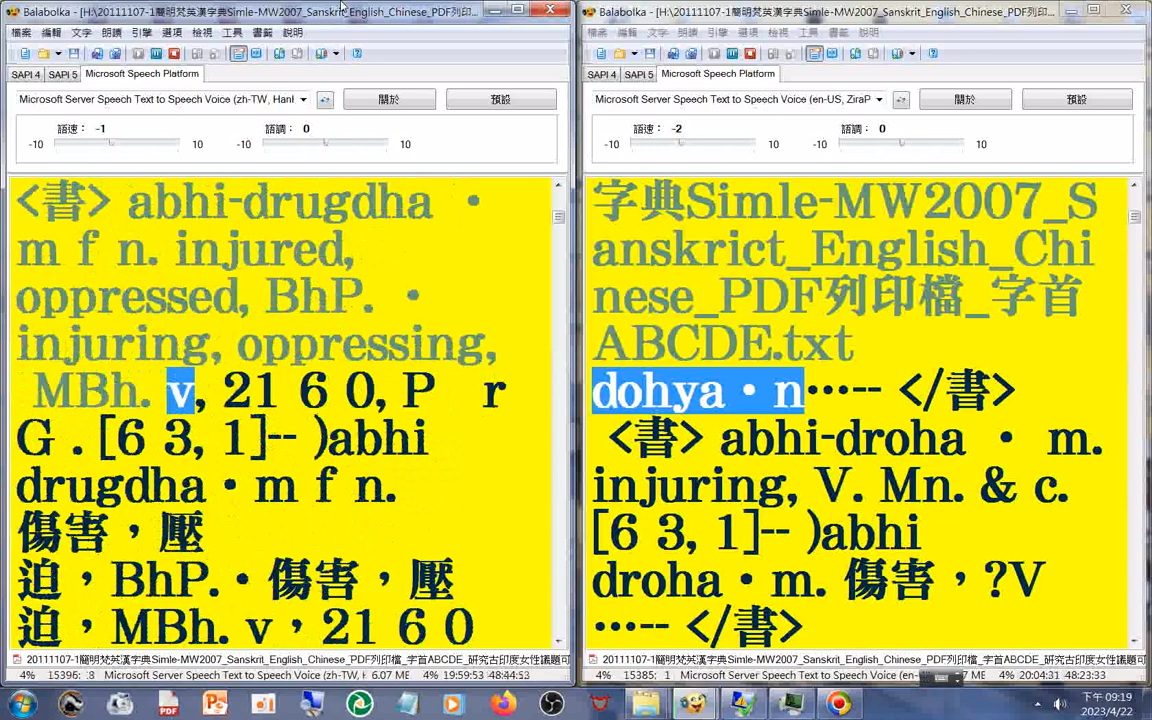 Balabolka - [H:\20111107-1簡明梵英漢字典Simle-MW2007_Sanskrit_English_Chinese_PDF列印...
檔案 編輯 文字 朗讀 引擎 選項 檢視 工具 書籤 說明
SAPI 4 SAPI 5 Microsoft Speech Platform
Microsoft Server Speech Text to Speech Voice (zh-TW, HanH 關於 預設
語速： -1 語調： 0
-10 10 -10 10
<書> abhi-drugdha •
m f n. injured,
oppressed, BhP. •
injuring, oppressing,
MBh. v, 21 6 0, P r
G . [6 3, 1]-- )abhi
drugdha•m f n.
傷害，壓
迫，BhP.•傷害，壓
迫，MBh. v，21 6 0
20111107-1簡明梵英漢字典Simle-MW2007_Sanskrit_English_Chinese_PDF列印檔_字首ABCDE_研究古印度女性議題可
4% 15396: :8 Microsoft Server Speech Text to Speech Voice (zh-TW, H 6.07 MB 4% 19:59:53 48:44:53
Balabolka - [H:\20111107-1簡明梵英漢字典Simle-MW2007_Sanskrit_English_Chinese_PDF列印...
檔案 編輯 文字 朗讀 引擎 選項 檢視 工具 書籤 說明
SAPI 4 SAPI 5 Microsoft Speech Platform
Microsoft Server Speech Text to Speech Voice (en-US, ZiraP 關於 預設
語速： -2 語調： 0
-10 10 -10 10
字典Simle-MW2007_S
anskrict_English_Chi
nese_PDF列印檔_字首
ABCDE.txt
dohya•n…-- </書>
<書> abhi-droha • m.
injuring, V. Mn. & c.
[6 3, 1]-- )abhi
droha•m. 傷害，?V
…-- </書>
20111107-1簡明梵英漢字典Simle-MW2007_Sanskrit_English_Chinese_PDF列印檔_字首ABCDE_研究古印度女性議題可
4% 15385: 1 Microsoft Server Speech Text to Speech Voice (en-US, 6.07 MB 4% 20:04:31 48:23:33
下午 09:19
2023/4/22